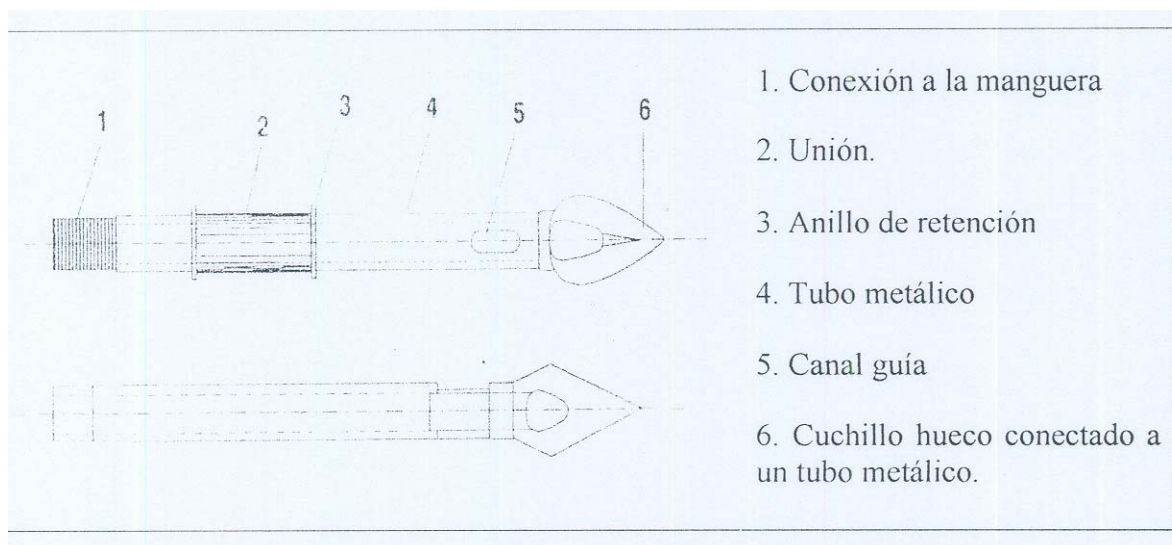 1 2 3 4 5 6
1. Conexión a la manguera
2. Unión.
3. Anillo de retención
4. Tubo metálico
5. Canal guía
6. Cuchillo hueco conectado a
un tubo metálico.